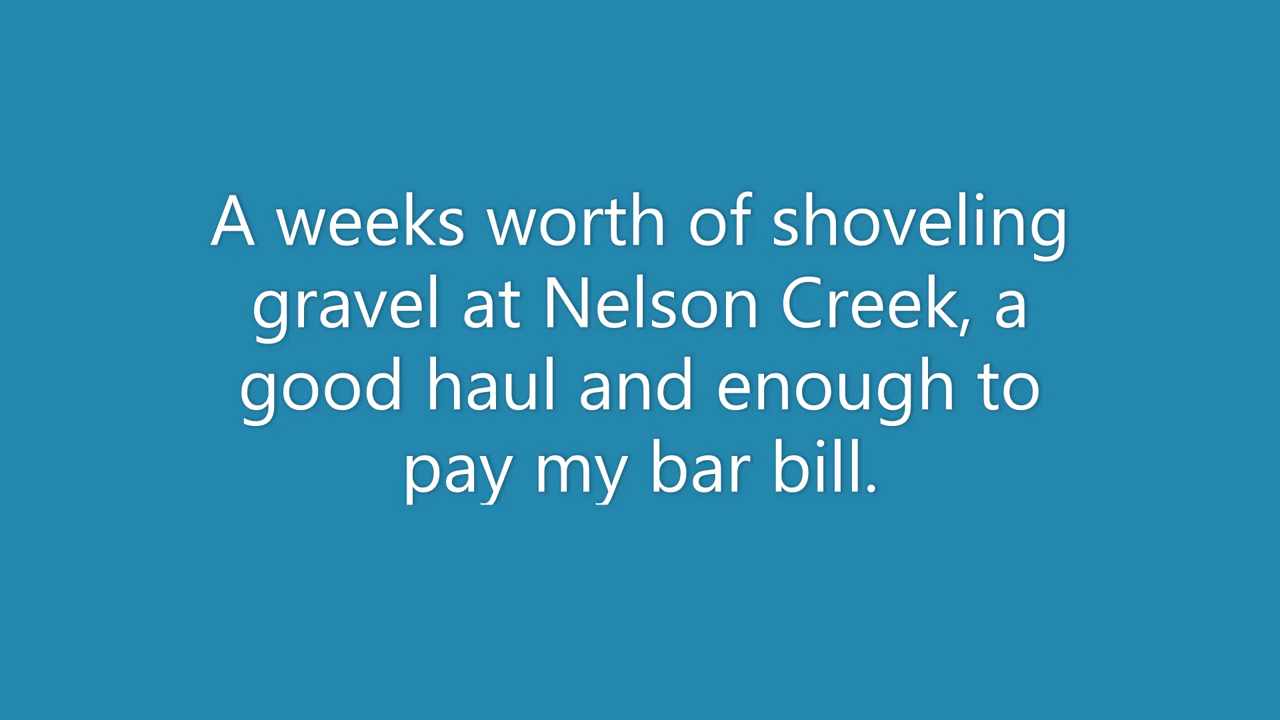 A weeks worth of shoveling
gravel at Nelson Creek, a
good haul and enough to
pay my bar bill.